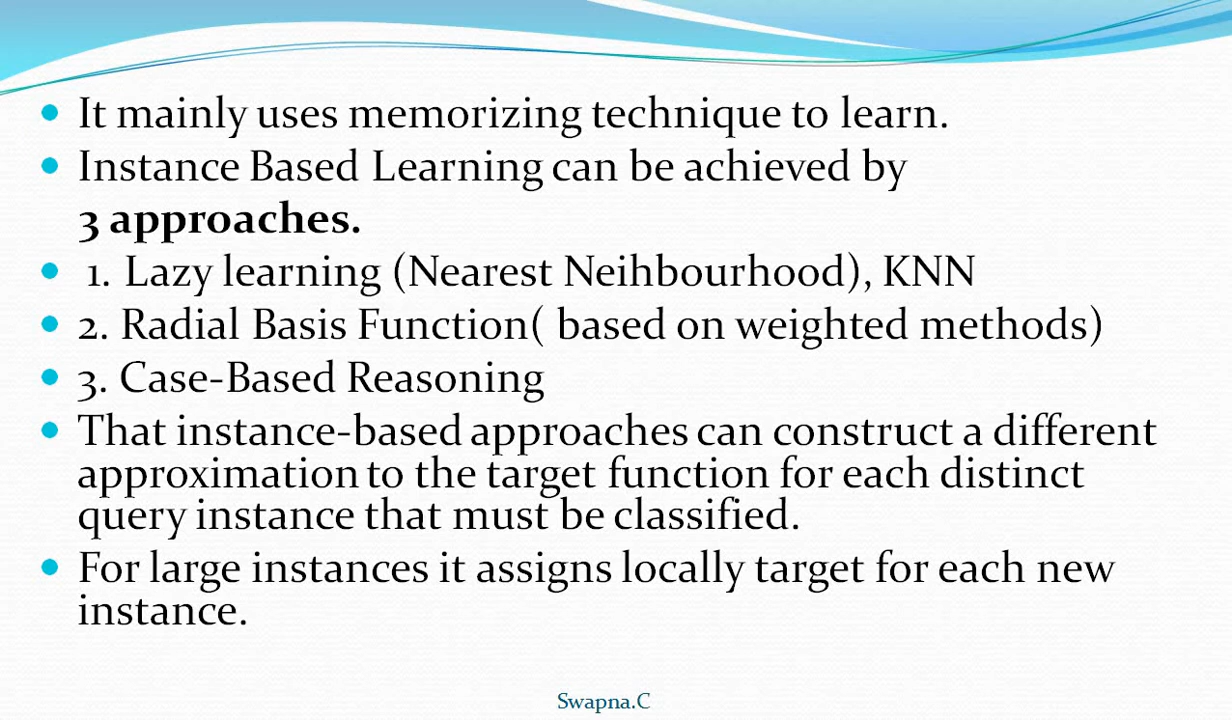 • It mainly uses memorizing technique to learn.
• Instance Based Learning can be achieved by
3 approaches.
• 1. Lazy learning (Nearest Neihbourhood), KNN
• 2. Radial Basis Function( based on weighted methods)
• 3. Case-Based Reasoning
• That instance-based approaches can construct a different
approximation to the target function for each distinct
query instance that must be classified.
• For large instances it assigns locally target for each new
instance.
Swapna.C